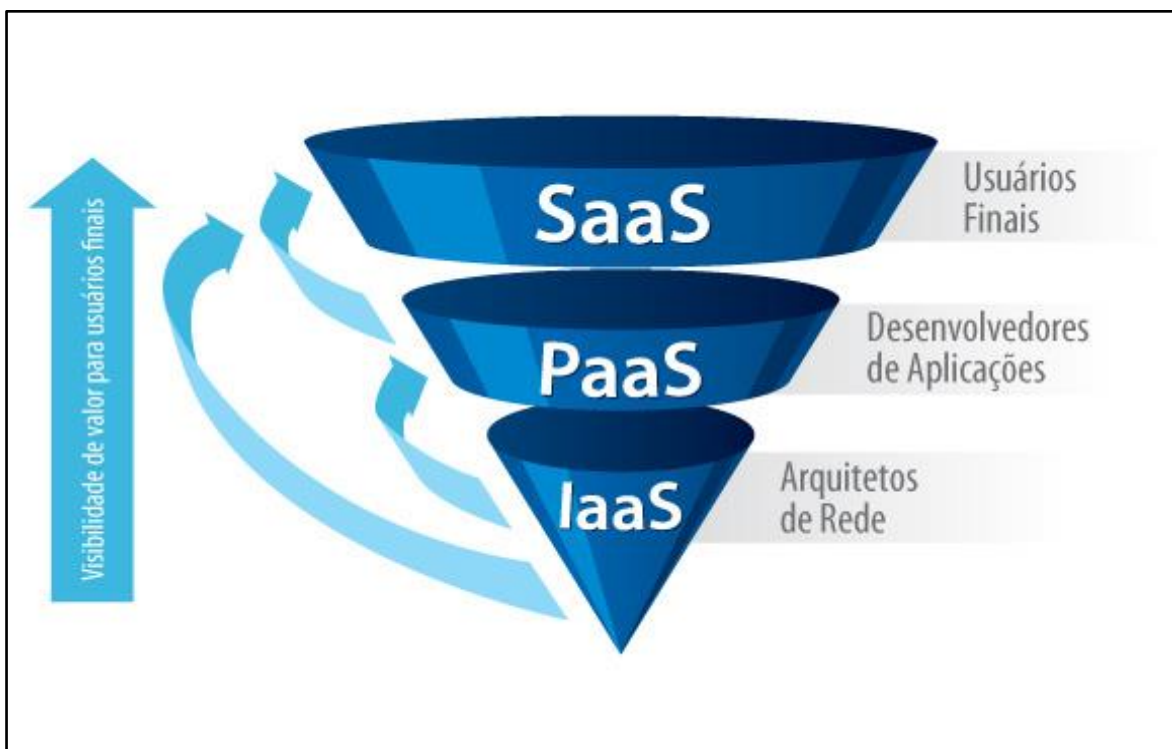 Visibilidade de valor para usuários finais
SaaS
Usuários
Finais
PaaS
Desenvolvedores
de Aplicações
IaaS
Arquitetos
de Rede